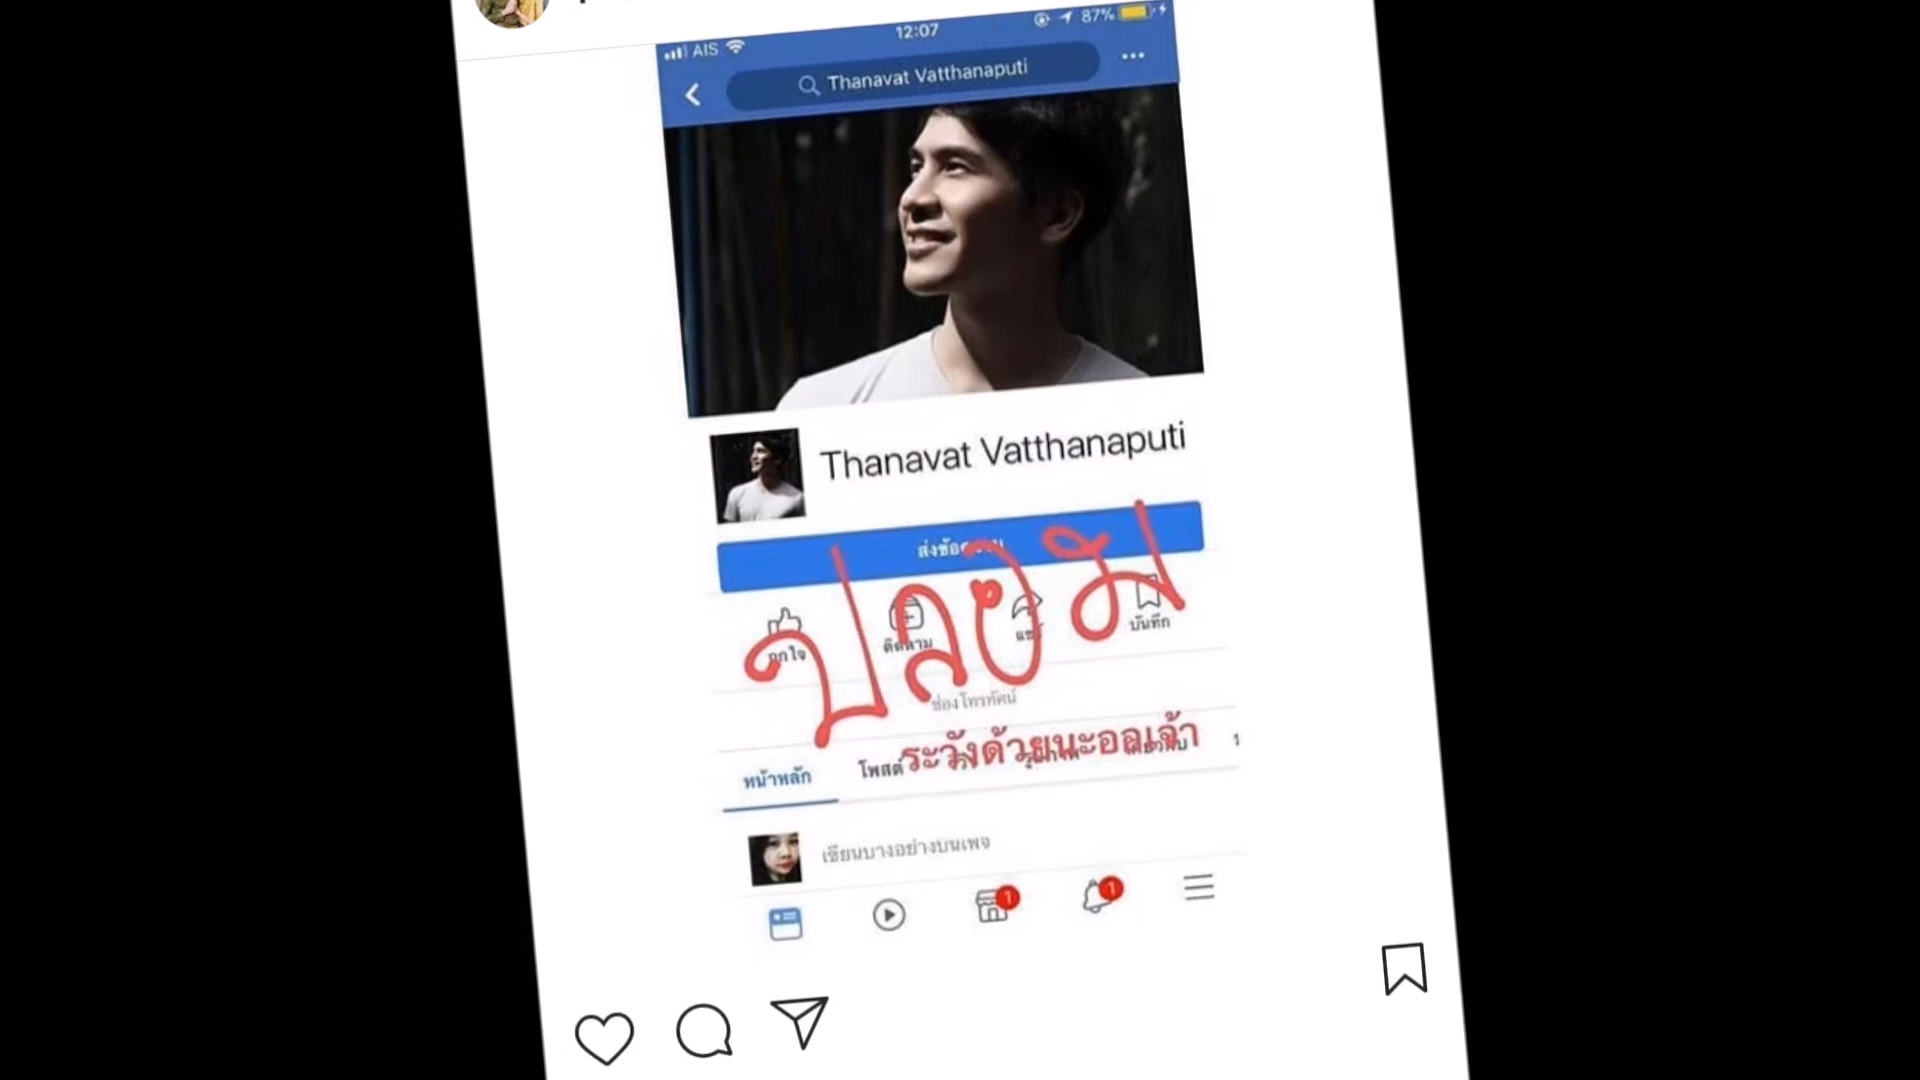 AIS 12:07 87%
Thanavat Vatthanaputi
Thanavat Vatthanaputi
ปลอม
ถูกใจ ติดตาม แชร์ บันทึก
ช่องโทรทัศน์
ระวังด้วยนะออเจ้า
หน้าหลัก โพสต์
เขียนบางอย่างบนเพจ
1 1